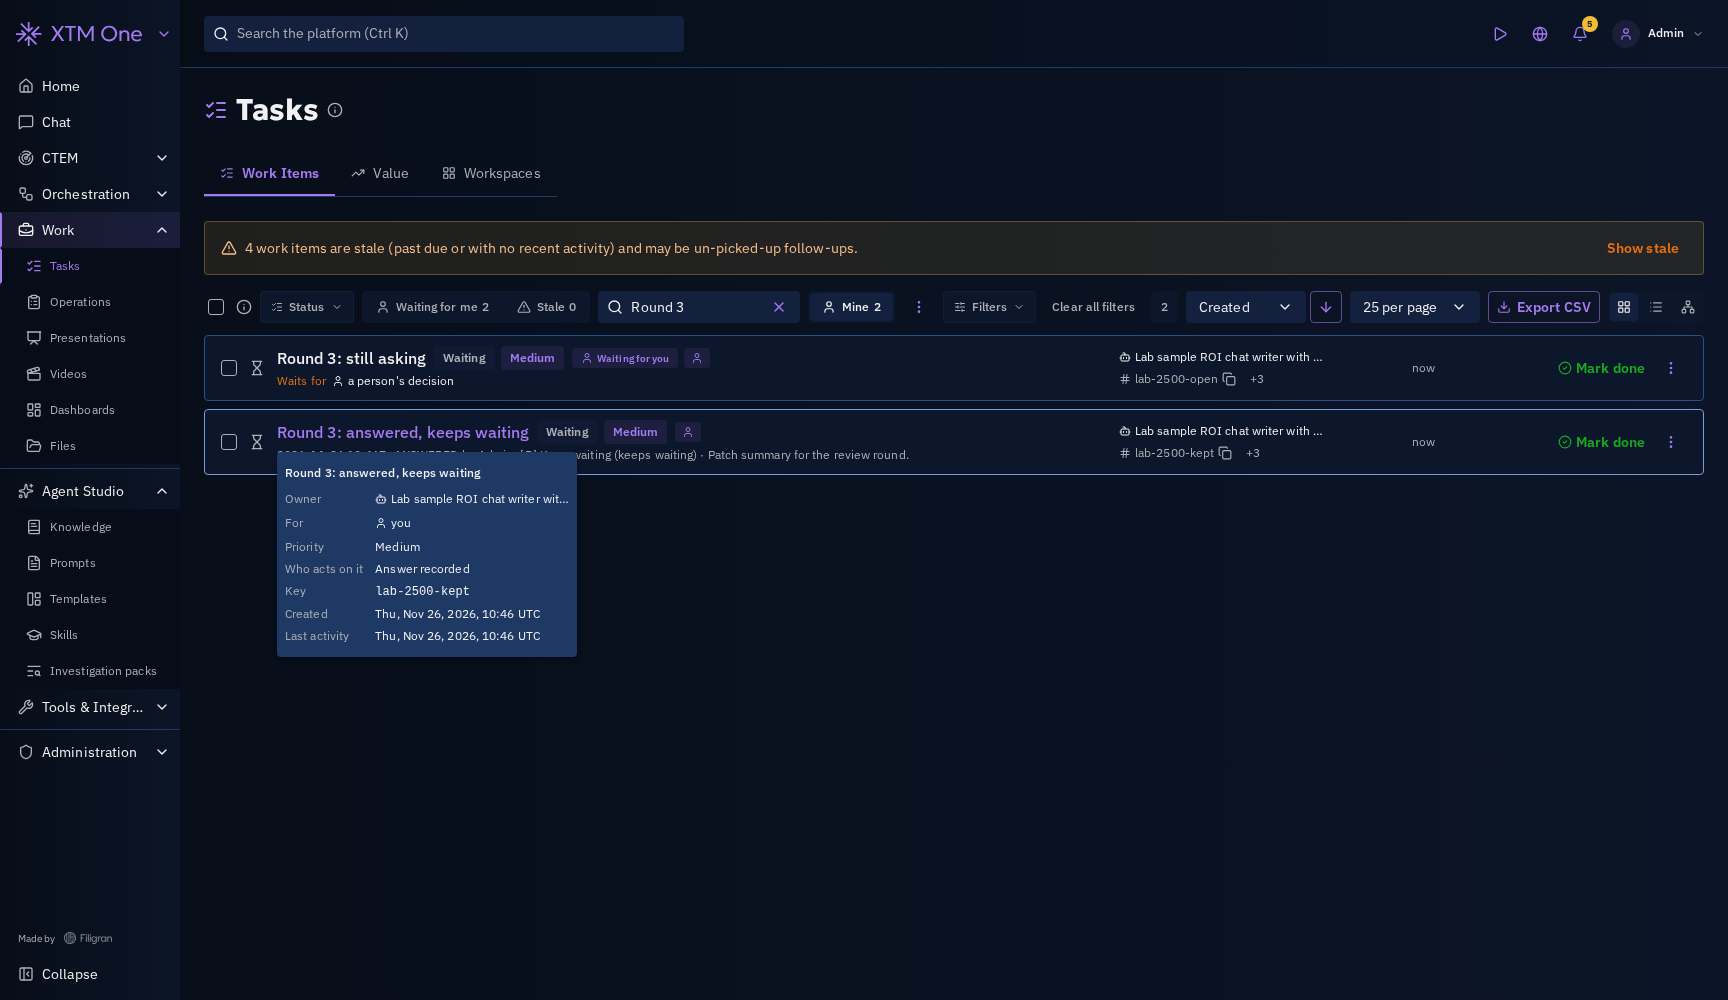 XTM One
Search the platform (Ctrl K)
5
Admin
Home
Chat
CTEM
Orchestration
Work
Tasks
Operations
Presentations
Videos
Dashboards
Files
Agent Studio
Knowledge
Prompts
Templates
Skills
Investigation packs
Tools & Integr...
Administration
Made by Filigran
Collapse
Tasks
Work Items
Value
Workspaces
4 work items are stale (past due or with no recent activity) and may be un-picked-up follow-ups.
Show stale
Status
Waiting for me 2
Stale 0
Round 3
Mine 2
Filters
Clear all filters
2
Created
25 per page
Export CSV
Round 3: still asking Waiting Medium Waiting for you
Waits for a person's decision
Lab sample ROI chat writer with ...
lab-2500-open +3
now
Mark done
Round 3: answered, keeps waiting Waiting Medium
waiting (keeps waiting) · Patch summary for the review round.
Lab sample ROI chat writer with ...
lab-2500-kept +3
now
Mark done
Round 3: answered, keeps waiting
Owner Lab sample ROI chat writer wit...
For you
Priority Medium
Who acts on it Answer recorded
Key lab-2500-kept
Created Thu, Nov 26, 2026, 10:46 UTC
Last activity Thu, Nov 26, 2026, 10:46 UTC